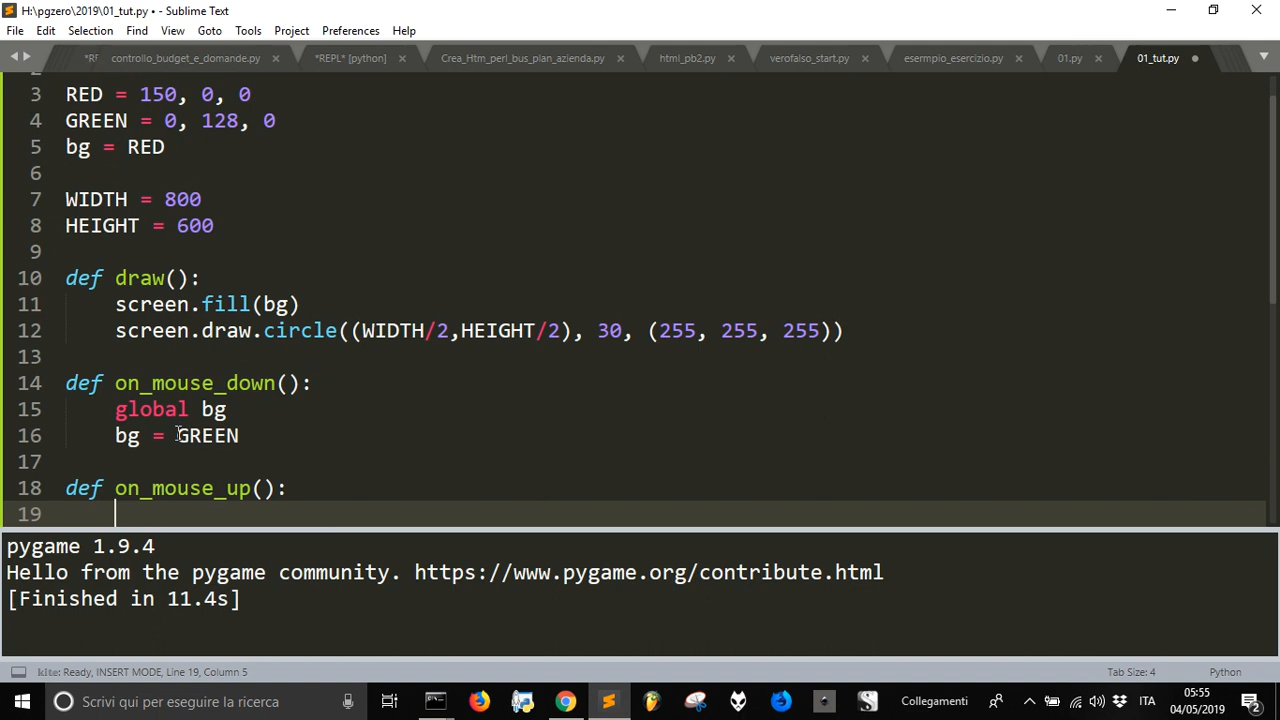 H:\pgzero\2019\01_tut.py • - Sublime Text
File Edit Selection Find View Goto Tools Project Preferences Help
controllo_budget_e_domande.py × *REPL* [python] × Crea_Htm_perl_bus_plan_azienda.py × html_pb2.py × verofalso_start.py × esermpio_esercizio.py × 01.py × 01_tut.py
3 RED = 150, 0, 0
4 GREEN = 0, 128, 0
5 bg = RED
6
7 WIDTH = 800
8 HEIGHT = 600
9
10 def draw():
11 screen.fill(bg)
12 screen.draw.circle((WIDTH/2,HEIGHT/2), 30, (255, 255, 255))
13
14 def on_mouse_down():
15 global bg
16 bg = GREEN
17
18 def on_mouse_up():
19
pygame 1.9.4
Hello from the pygame community. https://www.pygame.org/contribute.html
[Finished in 11.4s]
kite: Ready, INSERT MODE, Line 19, Column 5 Tab Size: 4 Python
Scrivi qui per eseguire la ricerca Collegamenti ITA 05:55
04/05/2019 2